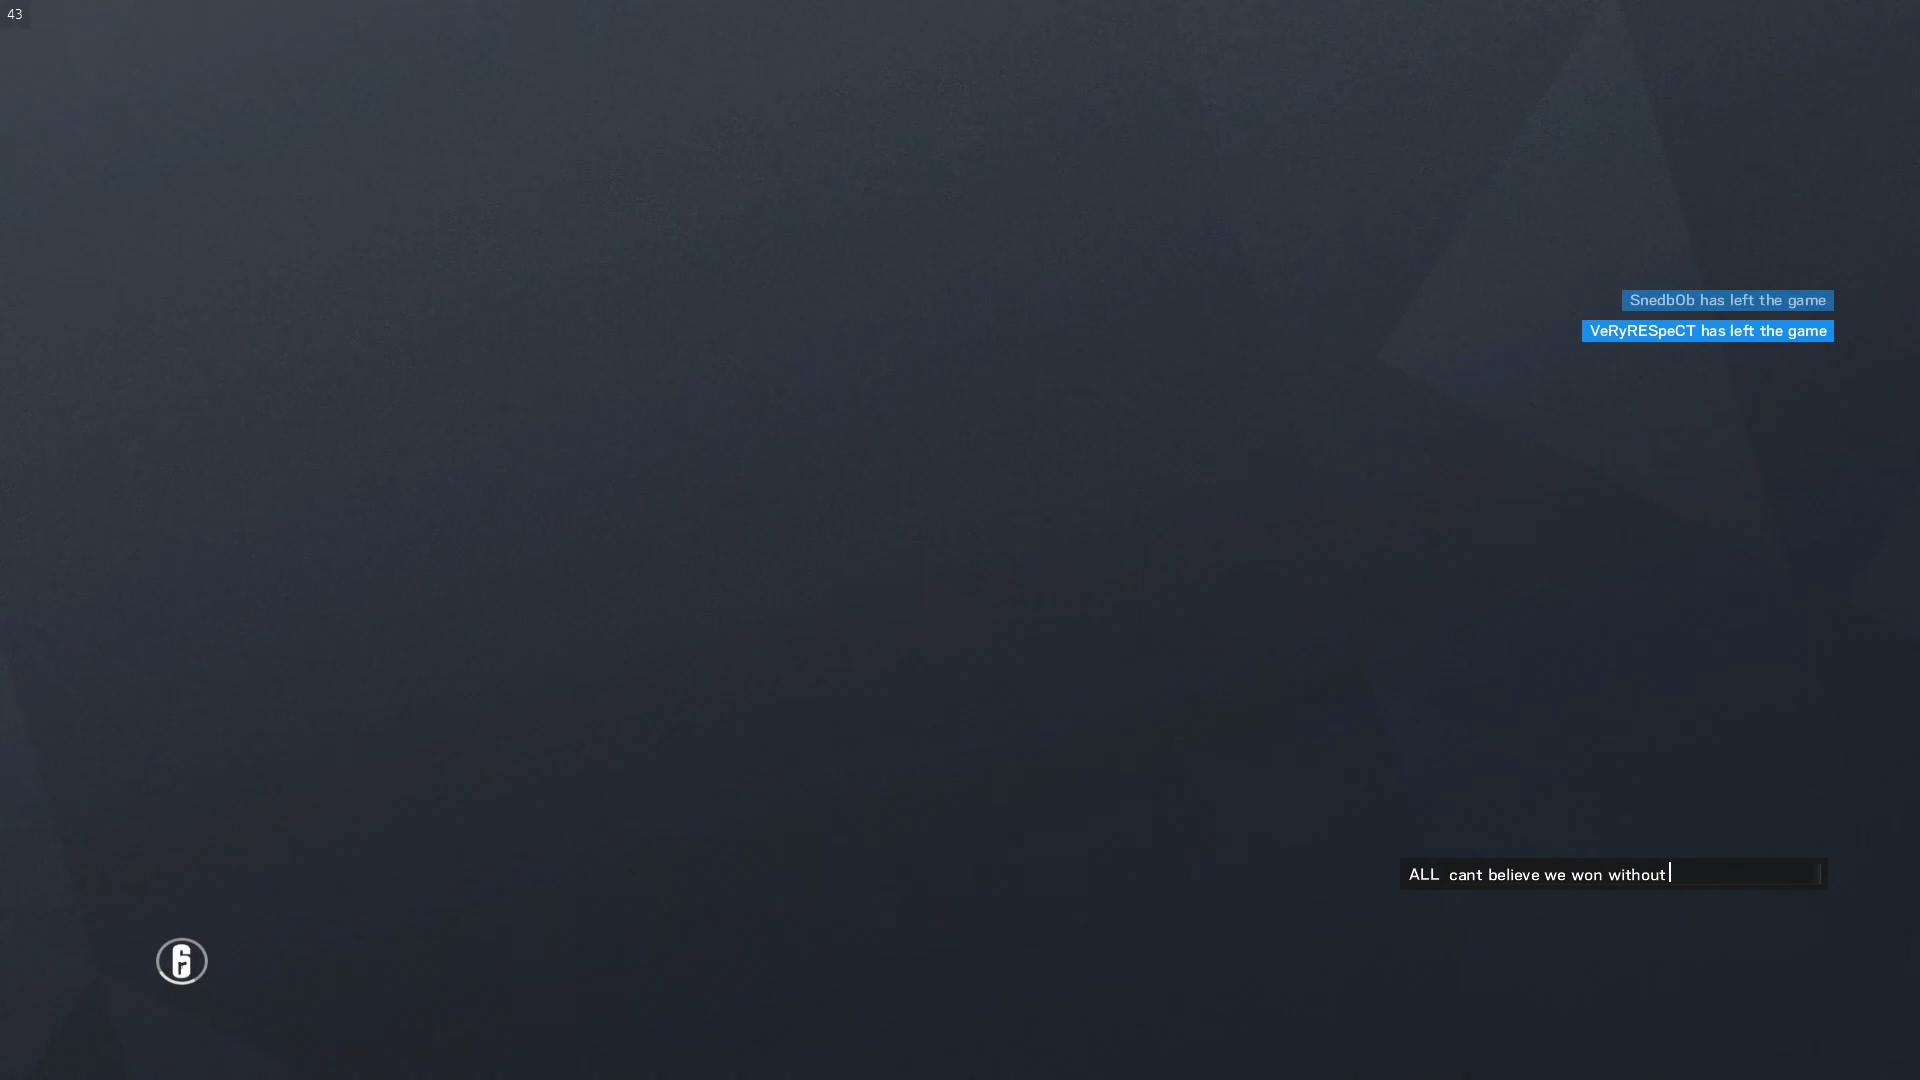 43
SnedbOb has left the game
VeRyRESpeCT has left the game
ALL cant believe we won without